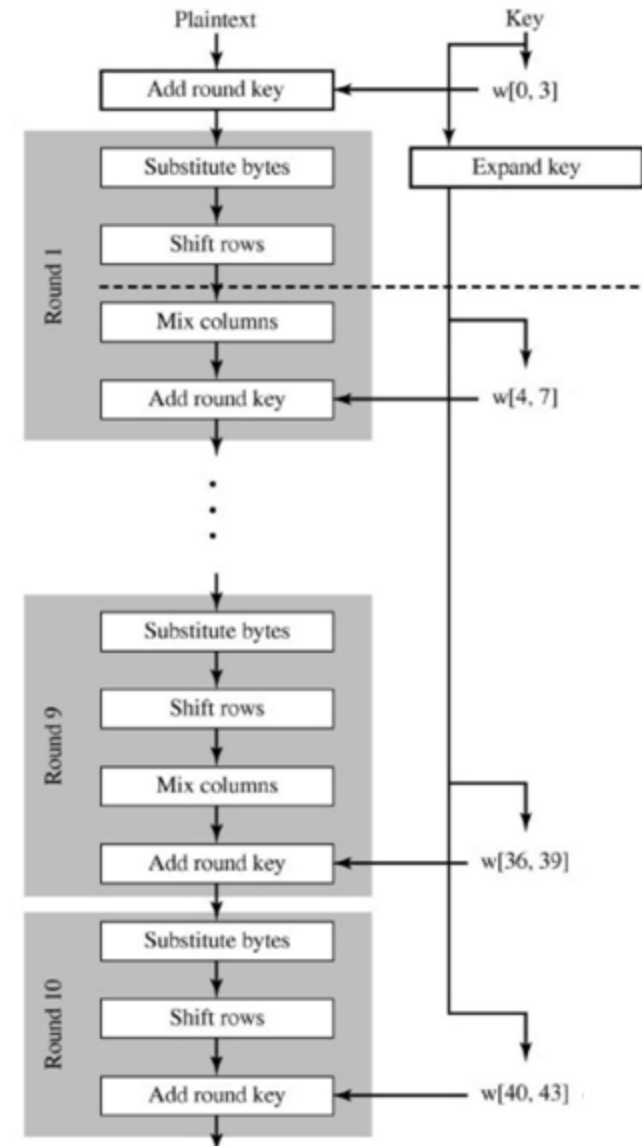 Plaintext
Key
Add round key
w[0, 3]
Substitute bytes
Expand key
Shift rows
Round 1
Mix columns
Add round key
w[4, 7]
Substitute bytes
Shift rows
Round 9
Mix columns
Add round key
w[36, 39]
Substitute bytes
Shift rows
Round 10
Add round key
w[40, 43]